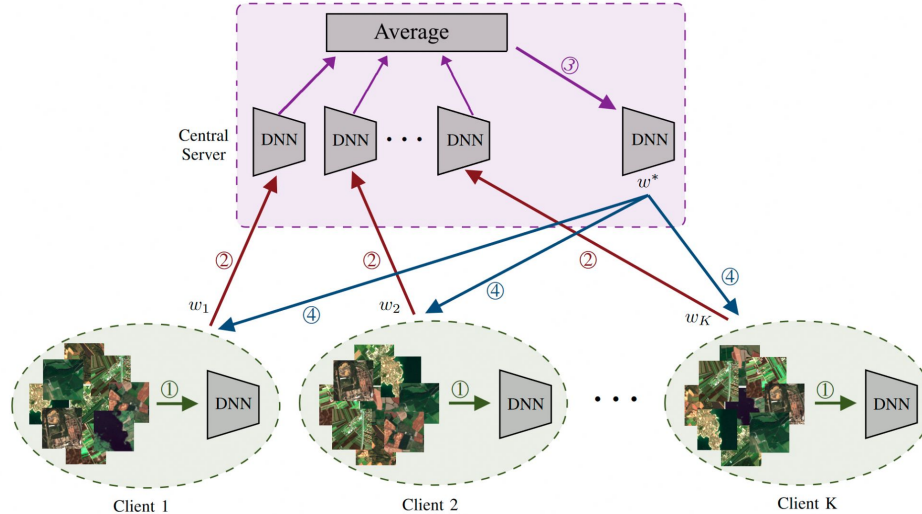 Average
③
Central
Server
DNN
DNN
• • •
DNN
DNN
w*
②
②
②
④
④
④
w₁
w₂
w_K
①
DNN
①
DNN
• • •
①
DNN
Client 1
Client 2
Client K